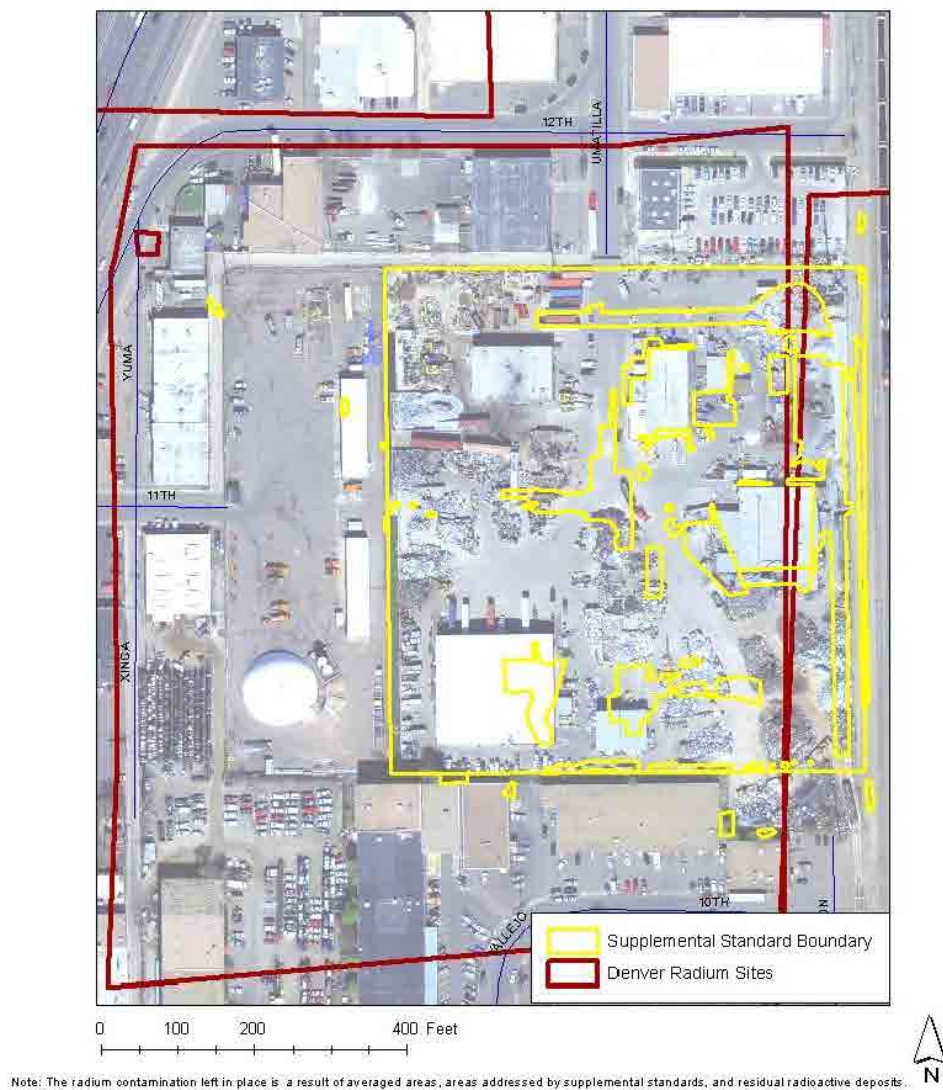 12TH
UMATILLA
YUMA
11TH
XINCA
10TH
Supplemental Standard Boundary
Denver Radium Sites
0 100 200 400 Feet
N
Note: The radium contamination left in place is a result of averaged areas, areas addressed by supplemental standards, and residual radioactive deposits.